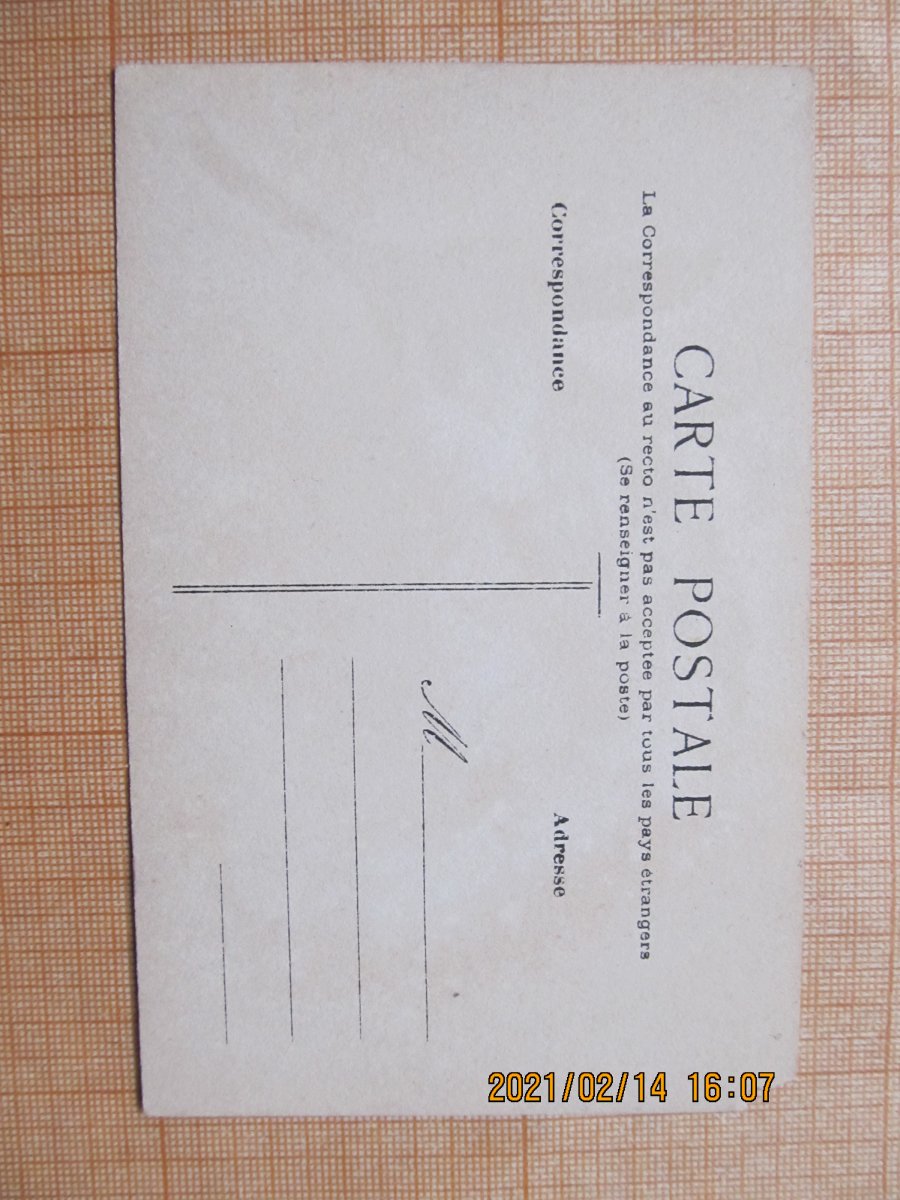 CARTE POSTALE
La Correspondance au recto n'est pas acceptee par tous les pays étrangers
(Se renseigner à la poste)
Correspondance
Adresse
M
2021/02/14 16:07